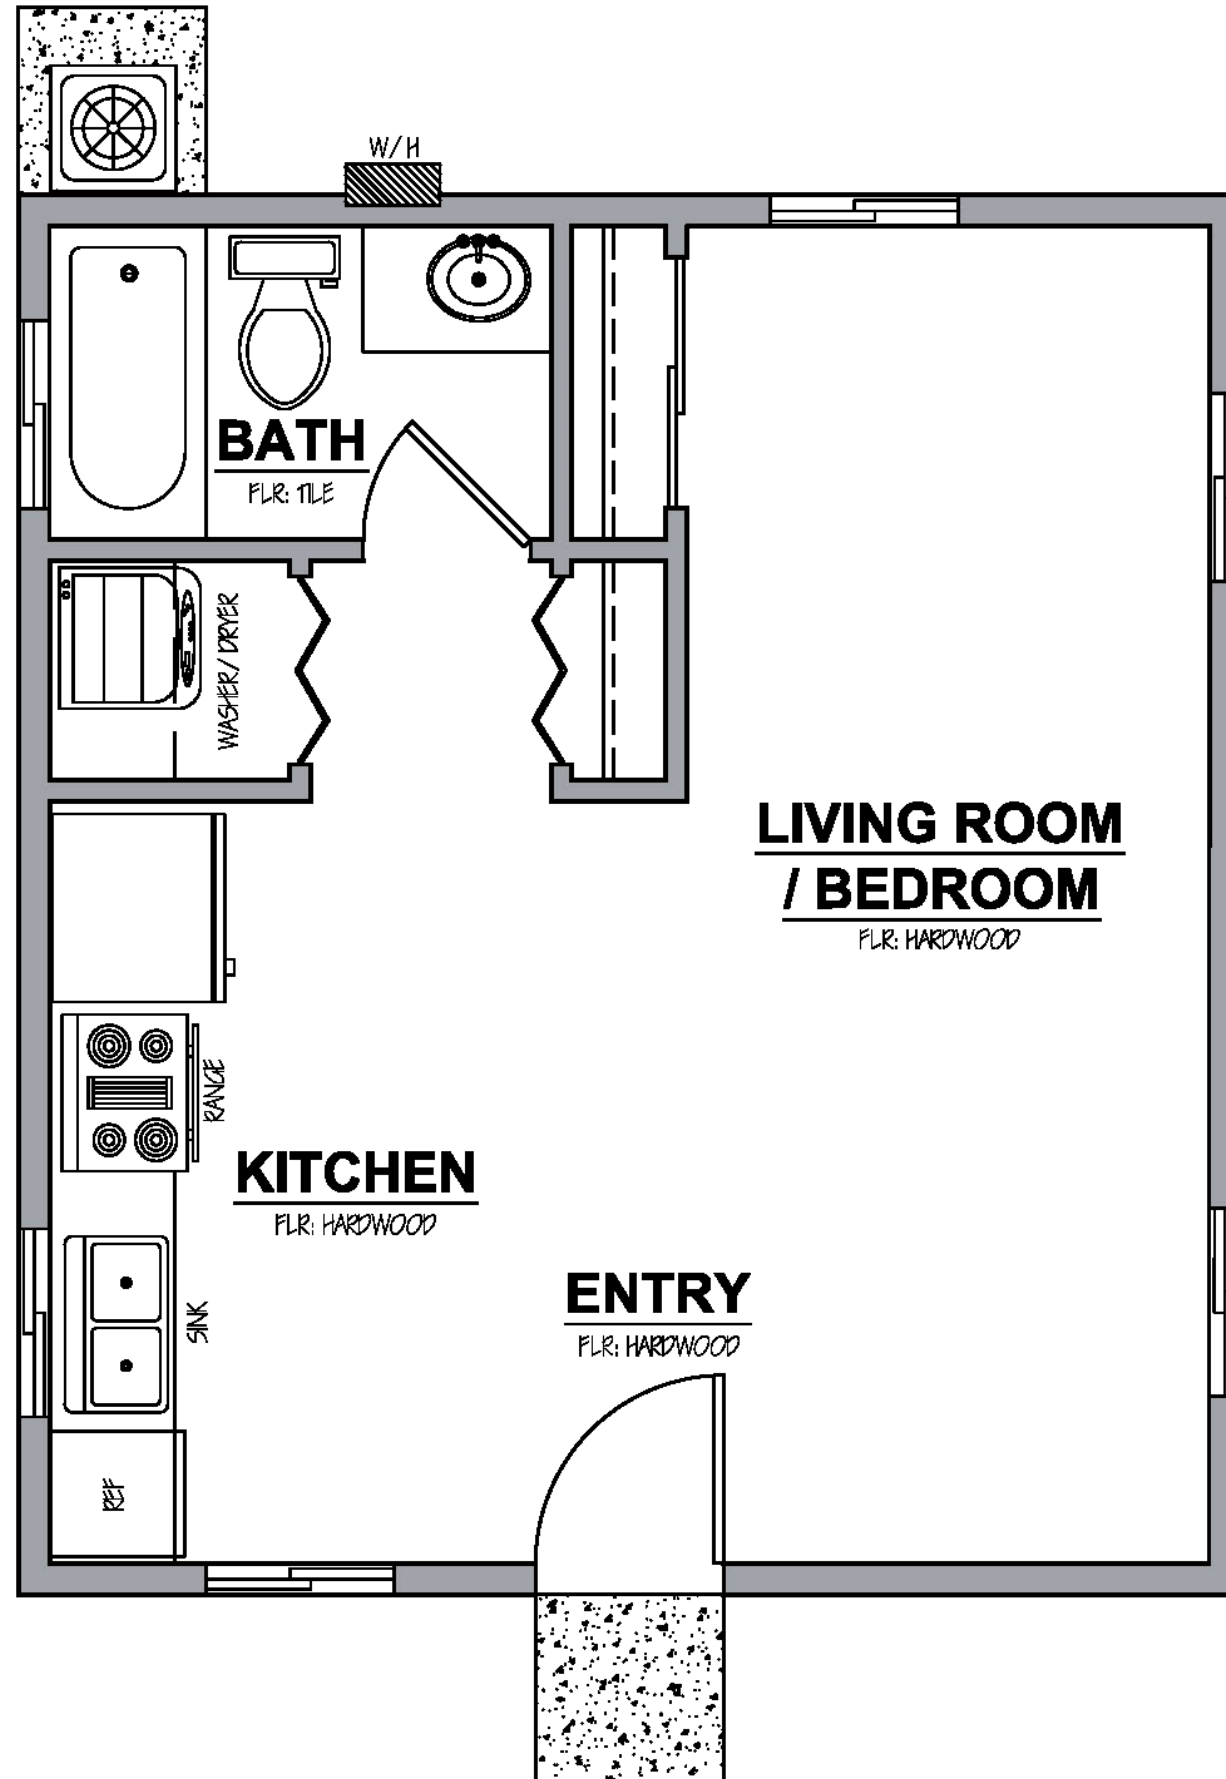 W/H
BATH
FLR: TILE
WASHER/ DRYER
LIVING ROOM
/ BEDROOM
FLR: HARDWOOD
RANGE
KITCHEN
FLR: HARDWOOD
SINK
ENTRY
FLR: HARDWOOD
REF